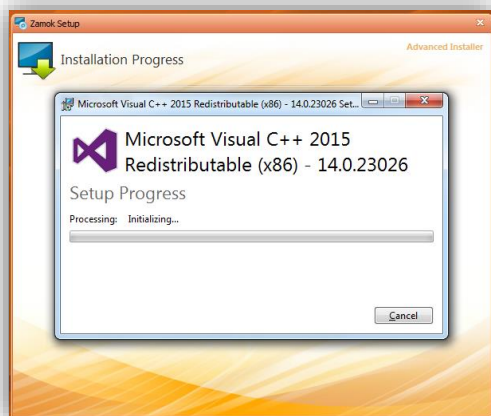 Zamok Setup
Advanced Installer
Installation Progress
Microsoft Visual C++ 2015 Redistributable (x86) - 14.0.23026 Set...
Microsoft Visual C++ 2015
Redistributable (x86) - 14.0.23026
Setup Progress
Processing: Initializing...
Cancel